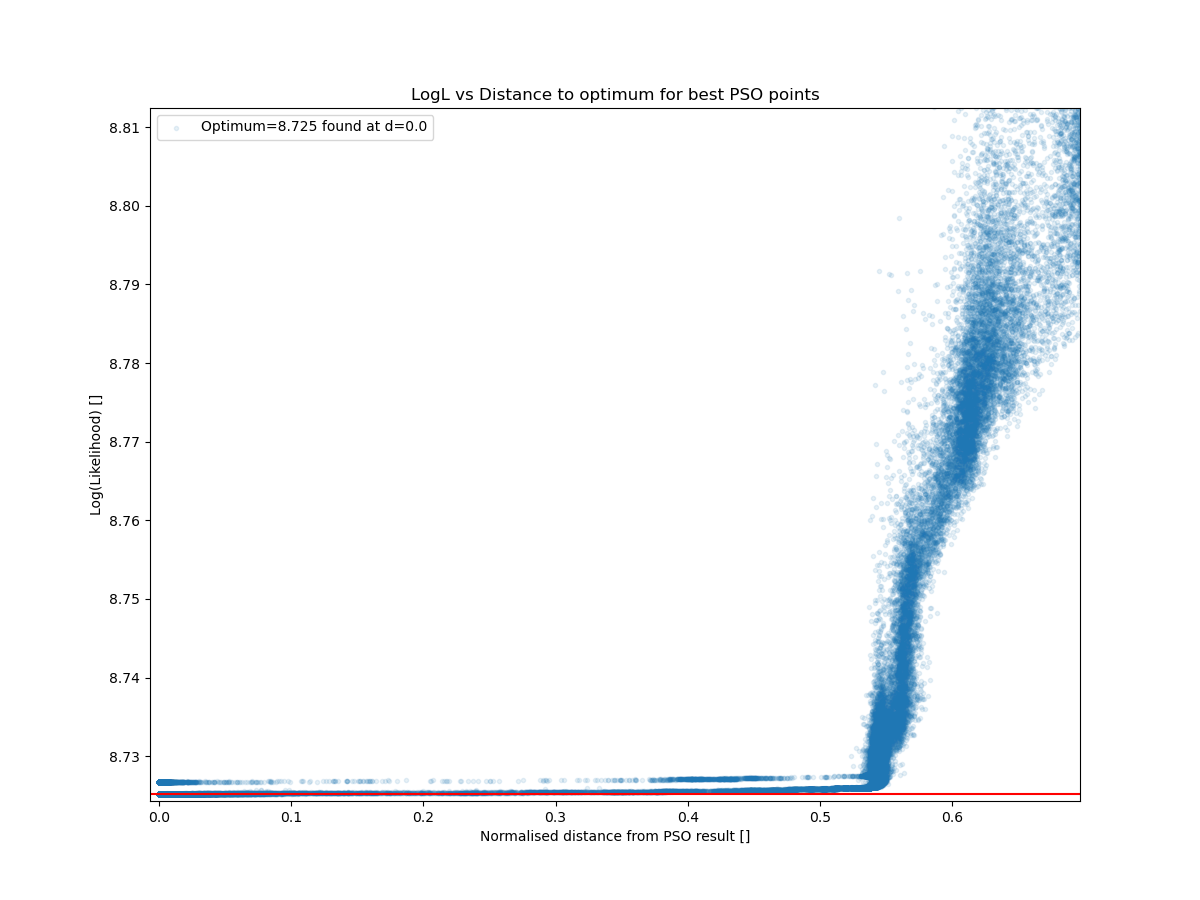 LogL vs Distance to optimum for best PSO points
Optimum=8.725 found at d=0.0
8.81
8.80
8.79
8.78
8.77
8.76
8.75
8.74
8.73
Log(Likelihood) []
0.0 0.1 0.2 0.3 0.4 0.5 0.6
Normalised distance from PSO result []